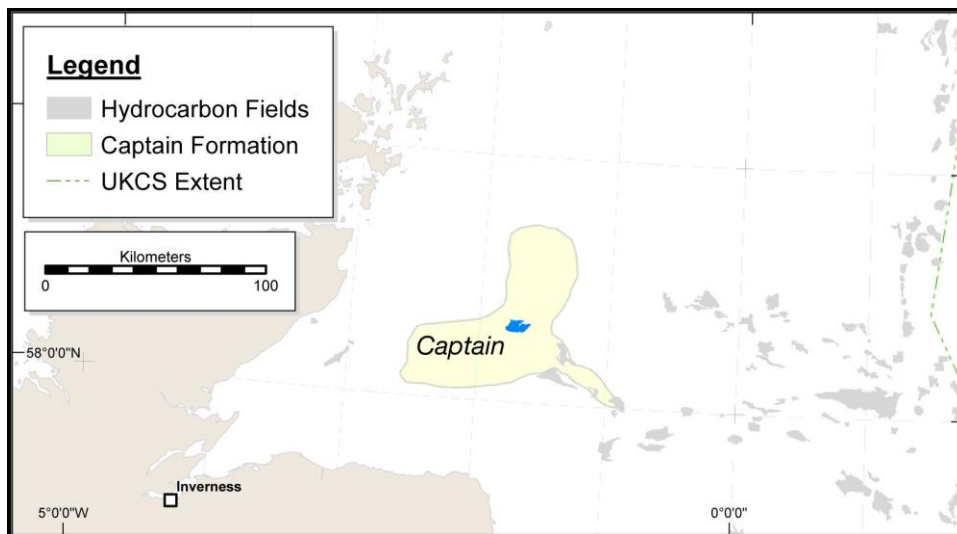 Legend
Hydrocarbon Fields
Captain Formation
UKCS Extent
Kilometers
0 100
58°0'0"N
Captain
Inverness
5°0'0"W
0°0'0"